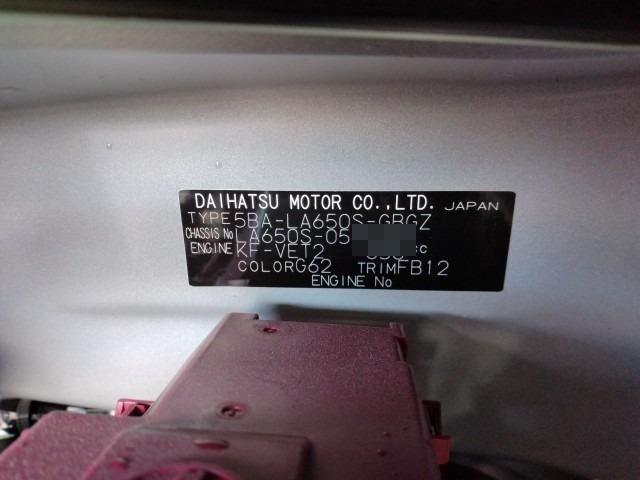 DAIHATSU MOTOR CO.,LTD. JAPAN
TYPE 5BA-LA650S-GBGZ
CHASSIS No LA650S-05
ENGINE KF-VET2 cc
COLOR G62 TRIM FB12
ENGINE No